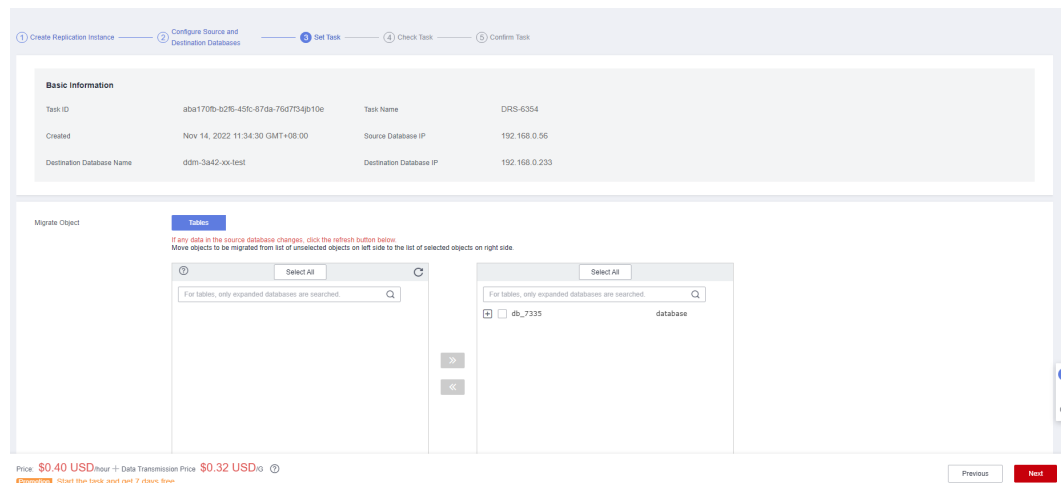 1 Create Replication Instance
2 Configure Source and
Destination Databases
3 Set Task
4 Check Task
5 Confirm Task
Basic Information
Task ID aba170fb-b2f6-45fc-87da-76d7f34jb10e Task Name DRS-6354
Created Nov 14, 2022 11:34:30 GMT+08:00 Source Database IP 192.168.0.56
Destination Database Name ddm-3a42-xx-test Destination Database IP 192.168.0.233
Migrate Object Tables
If any data in the source database changes, click the refresh button below.
Move objects to be migrated from list of unselected objects on left side to the list of selected objects on right side.
? Select All Select All
For tables, only expanded databases are searched. For tables, only expanded databases are searched.
db_7335 database
Price: $0.40 USD/hour + Data Transmission Price $0.32 USD/G ?
Promotion Start the task and get 7 days free
Previous Next